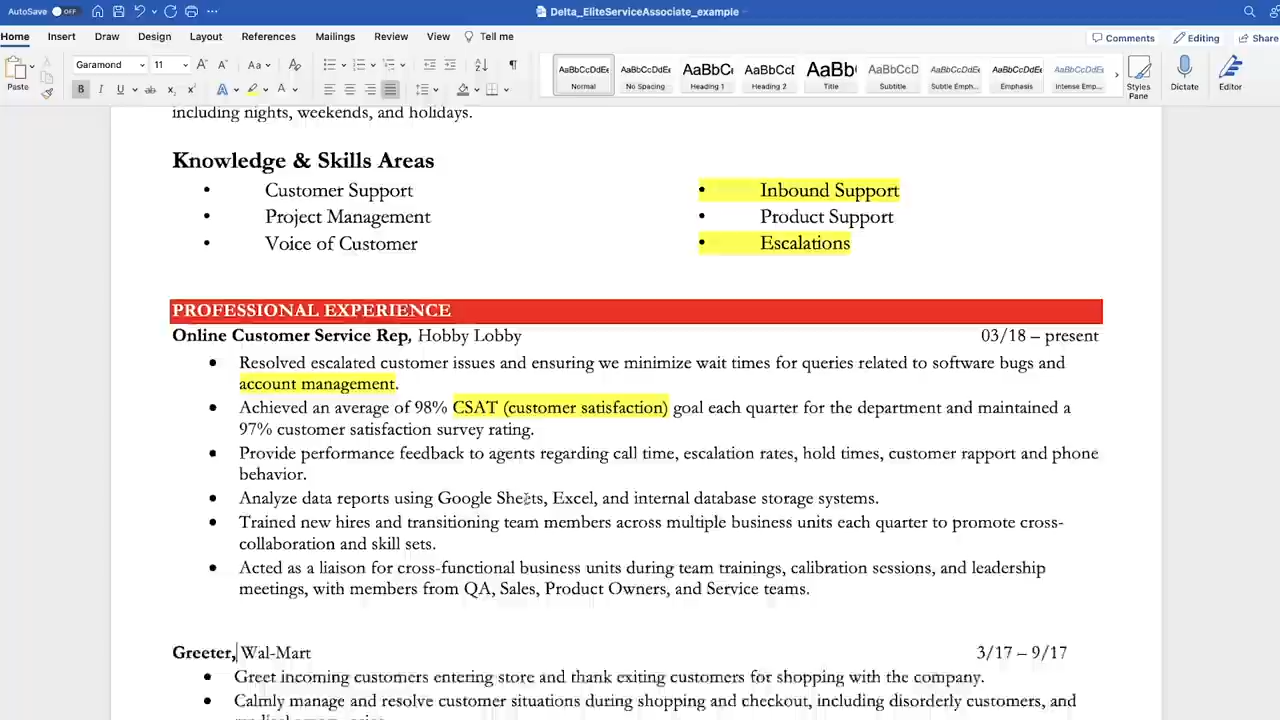 AutoSave OFF Delta_EliteServiceAssociate_example
Home Insert Draw Design Layout References Mailings Review View Tell me Comments Editing Share
Paste Garamond 11 Aa A A
AaBbCcDdEe AaBbCcDdEe AaBbC AaBbCcD AaBb( AaBbCcD AaBbCcDdEe AaBbCcDdEe AaBbCcDdEe
B I U ab x x A A Normal No Spacing Heading 1 Heading 2 Title Subtitle Subtle Emph... Emphasis Intense Emp... Styles Pane Dictate Editor
including nights, weekends, and holidays.
Knowledge & Skills Areas
• Customer Support • Inbound Support
• Project Management • Product Support
• Voice of Customer • Escalations
PROFESSIONAL EXPERIENCE
Online Customer Service Rep, Hobby Lobby 03/18 – present
• Resolved escalated customer issues and ensuring we minimize wait times for queries related to software bugs and
account management.
• Achieved an average of 98% CSAT (customer satisfaction) goal each quarter for the department and maintained a
97% customer satisfaction survey rating.
• Provide performance feedback to agents regarding call time, escalation rates, hold times, customer rapport and phone
behavior.
• Analyze data reports using Google Sheets, Excel, and internal database storage systems.
• Trained new hires and transitioning team members across multiple business units each quarter to promote cross-
collaboration and skill sets.
• Acted as a liaison for cross-functional business units during team trainings, calibration sessions, and leadership
meetings, with members from QA, Sales, Product Owners, and Service teams.
Greeter, Wal-Mart 3/17 – 9/17
• Greet incoming customers entering store and thank exiting customers for shopping with the company.
• Calmly manage and resolve customer situations during shopping and checkout, including disorderly customers, and